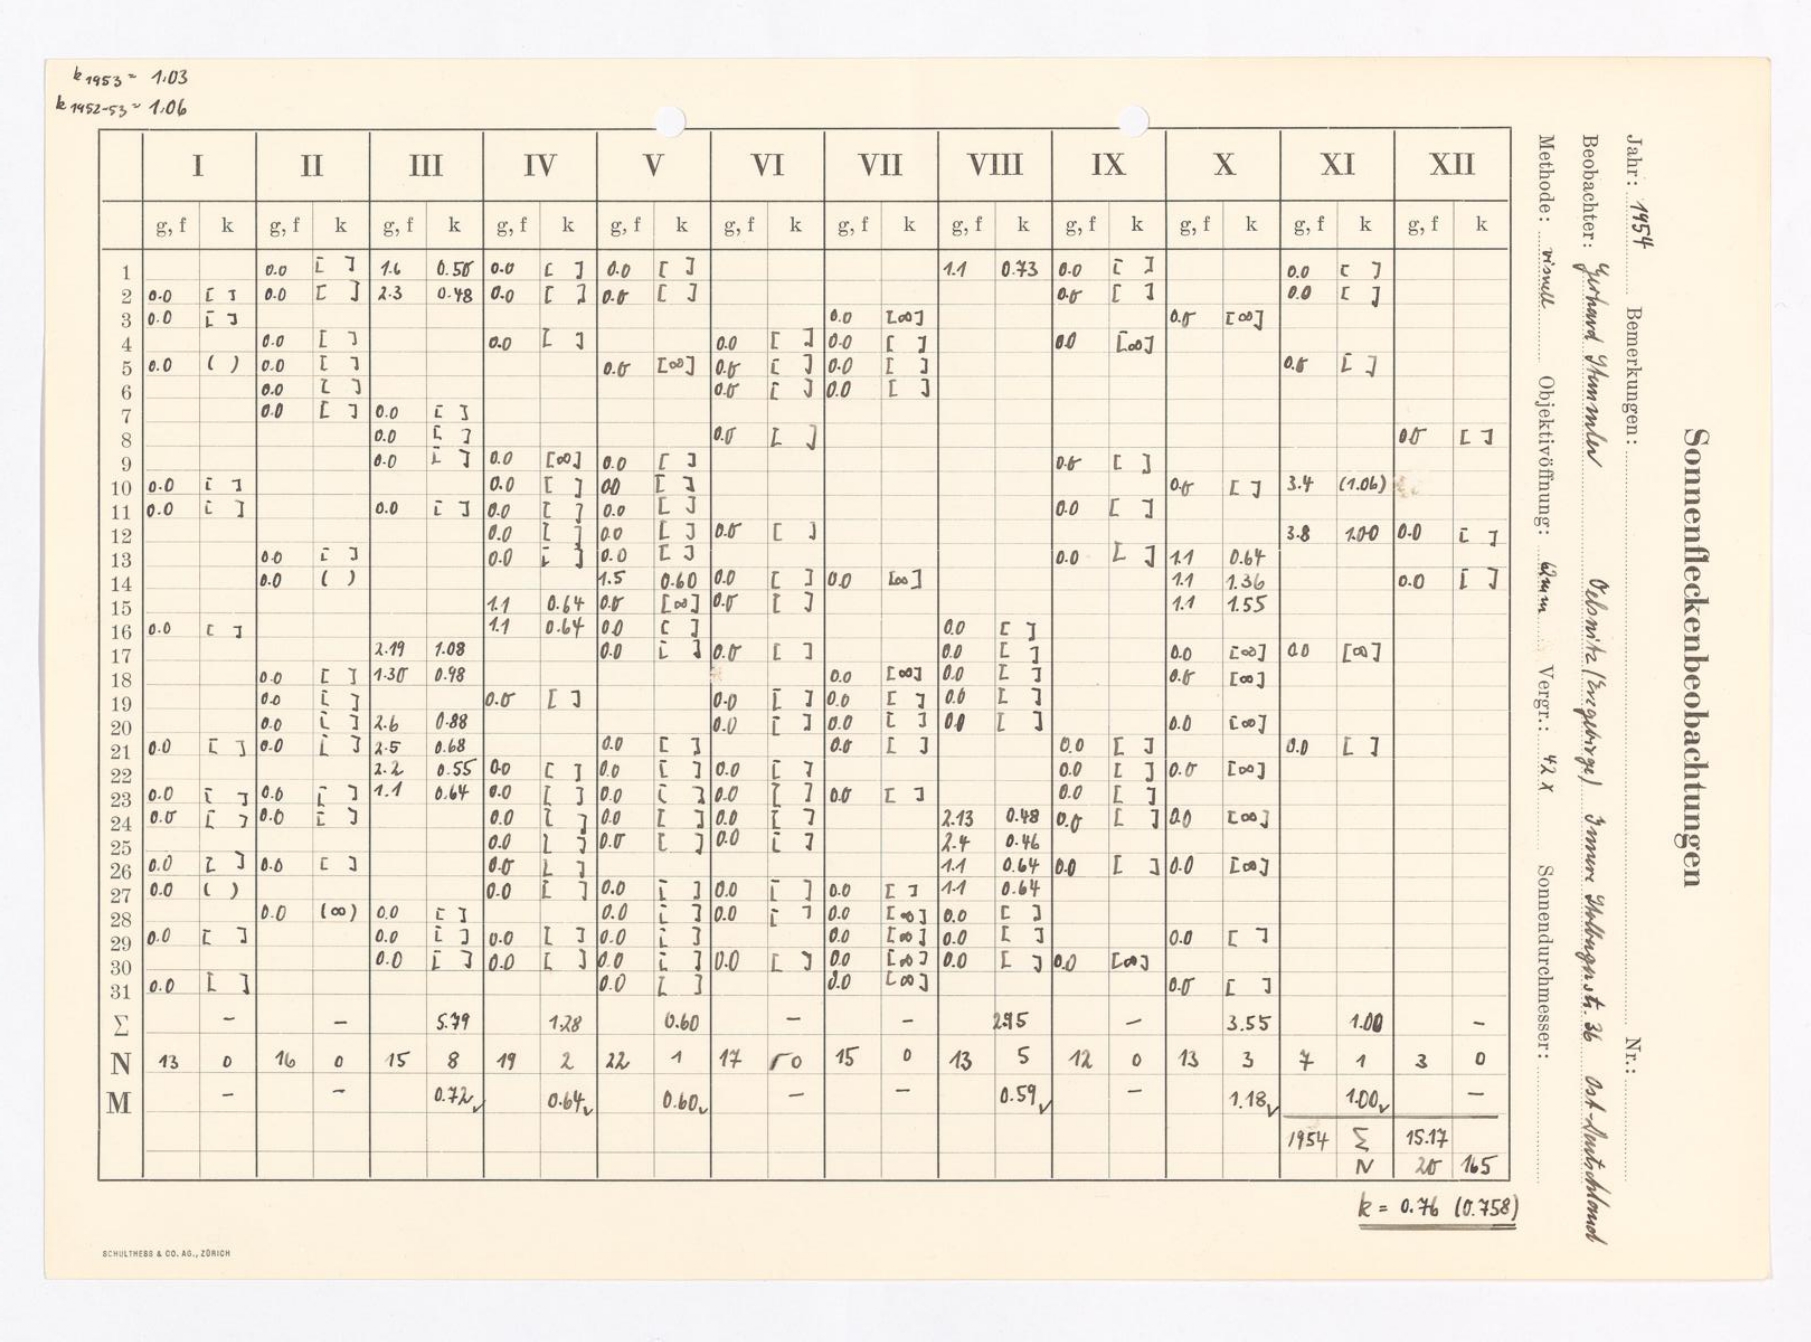 k 1953 = 1.03
k 1952-53 = 1.06
I II III IV V VI VII VIII IX X XI XII
g, f k g, f k g, f k g, f k g, f k g, f k g, f k g, f k g, f k g, f k g, f k g, f k
1 0.0 [ ] 1.6 0.50 0.0 [ ] 0.0 [ ] 1.1 0.73 0.0 [ ] 0.0 [ ]
2 0.0 [ ] 0.0 [ ] 2.3 0.48 0.0 [ ] 0.0 [ ] 0.0 [ ] 0.0 [ ]
3 0.0 [ ] 0.0 [∞] 0.0 [∞]
4 0.0 [ ] 0.0 [ ] 0.0 [ ] 0.0 [ ] 0.0 [∞]
5 0.0 ( ) 0.0 [ ] 0.0 [∞] 0.0 [ ] 0.0 [ ] 0.0 [ ]
6 0.0 [ ] 0.0 [ ] 0.0 [ ]
7 0.0 [ ] 0.0 [ ]
8 0.0 [ ] 0.0 [ ] 0.0 [ ]
9 0.0 [ ] 0.0 [∞] 0.0 [ ] 0.0 [ ]
10 0.0 [ ] 0.0 [ ] 0.0 [ ] 0.0 [ ] 3.4 (1.06)
11 0.0 [ ] 0.0 [ ] 0.0 [ ] 0.0 [ ] 0.0 [ ]
12 0.0 [ ] 0.0 [ ] 0.0 [ ] 3.8 1.00 0.0 [ ]
13 0.0 [ ] 0.0 [ ] 0.0 [ ] 0.0 [ ] 1.1 0.64
14 0.0 ( ) 1.5 0.60 0.0 [ ] 0.0 [∞] 1.1 1.36 0.0 [ ]
15 1.1 0.64 0.0 [∞] 0.0 [ ] 1.1 1.55
16 0.0 [ ] 1.1 0.64 0.0 [ ] 0.0 [ ]
17 2.19 1.08 0.0 [ ] 0.0 [ ] 0.0 [ ] 0.0 [∞] 0.0 [∞]
18 0.0 [ ] 1.30 0.98 0.0 [∞] 0.0 [ ] 0.0 [∞]
19 0.0 [ ] 0.0 [ ] 0.0 [ ] 0.0 [ ] 0.0 [ ]
20 0.0 [ ] 2.6 0.88 0.0 [ ] 0.0 [ ] 0.0 [ ] 0.0 [∞]
21 0.0 [ ] 0.0 [ ] 2.5 0.68 0.0 [ ] 0.0 [ ] 0.0 [ ] 0.0 [ ]
22 2.2 0.55 0.0 [ ] 0.0 [ ] 0.0 [ ] 0.0 [ ] 0.0 [∞]
23 0.0 [ ] 0.0 [ ] 1.1 0.64 0.0 [ ] 0.0 [ ] 0.0 [ ] 0.0 [ ] 0.0 [ ]
24 0.0 [ ] 0.0 [ ] 0.0 [ ] 0.0 [ ] 0.0 [ ] 2.13 0.48 0.0 [ ] 0.0 [∞]
25 0.0 [ ] 0.0 [ ] 0.0 [ ] 2.4 0.46
26 0.0 [ ] 0.0 [ ] 0.0 [ ] 1.1 0.64 0.0 [ ] 0.0 [∞]
27 0.0 ( ) 0.0 [ ] 0.0 [ ] 0.0 [ ] 0.0 [ ] 1.1 0.64
28 0.0 (∞) 0.0 [ ] 0.0 [ ] 0.0 [ ] 0.0 [∞] 0.0 [ ]
29 0.0 [ ] 0.0 [ ] 0.0 [ ] 0.0 [ ] 0.0 [∞] 0.0 [ ] 0.0 [ ]
30 0.0 [ ] 0.0 [ ] 0.0 [ ] 0.0 [ ] 0.0 [∞] 0.0 [ ] 0.0 [∞]
31 0.0 [ ] 0.0 [ ] 0.0 [∞] 0.0 [ ]
Σ – – 5.79 1.28 0.60 – – 2.95 – 3.55 1.00 –
N 13 0 16 0 15 8 19 2 22 1 17 0 15 0 13 5 12 0 13 3 7 1 3 0
M – – 0.72 0.64 0.60 – – 0.59 – 1.18 1.00 –
1954 Σ 15.17
N 20 165
k = 0.76 (0.758)
SCHULTHESS & CO. AG., ZÜRICH
Sonnenfleckenbeobachtungen
Jahr: 1954 Bemerkungen: Nr.:
Beobachter: Gerhard Oelsnitz (Erzgebirge) Innere Stollbergerstr. 36 Ost-Deutschland
Methode: visuell Objektivöffnung: 62mm Vergr.: 42 x Sonnendurchmesser: